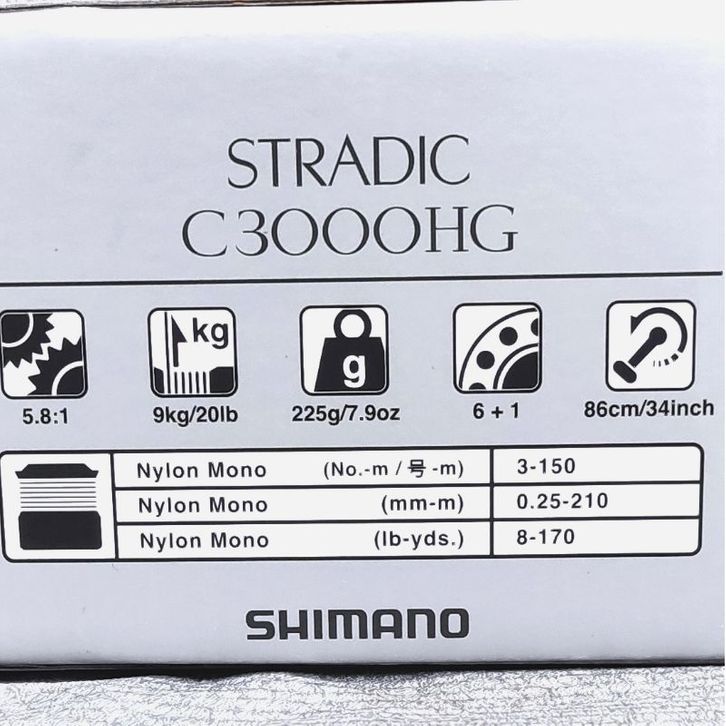 STRADIC
C3000HG
kg
g
5.8:1 9kg/20lb 225g/7.9oz 6 + 1 86cm/34inch
Nylon Mono (No.-m / 号 -m) 3-150
Nylon Mono (mm-m) 0.25-210
Nylon Mono (lb-yds.) 8-170
SHIMANO